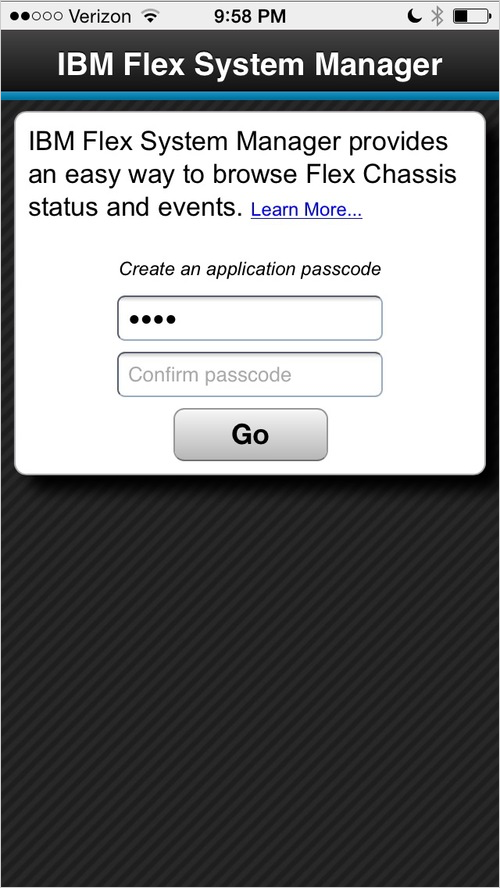 Verizon 9:58 PM
IBM Flex System Manager
IBM Flex System Manager provides
an easy way to browse Flex Chassis
status and events. Learn More...
Create an application passcode
••••
Confirm passcode
Go